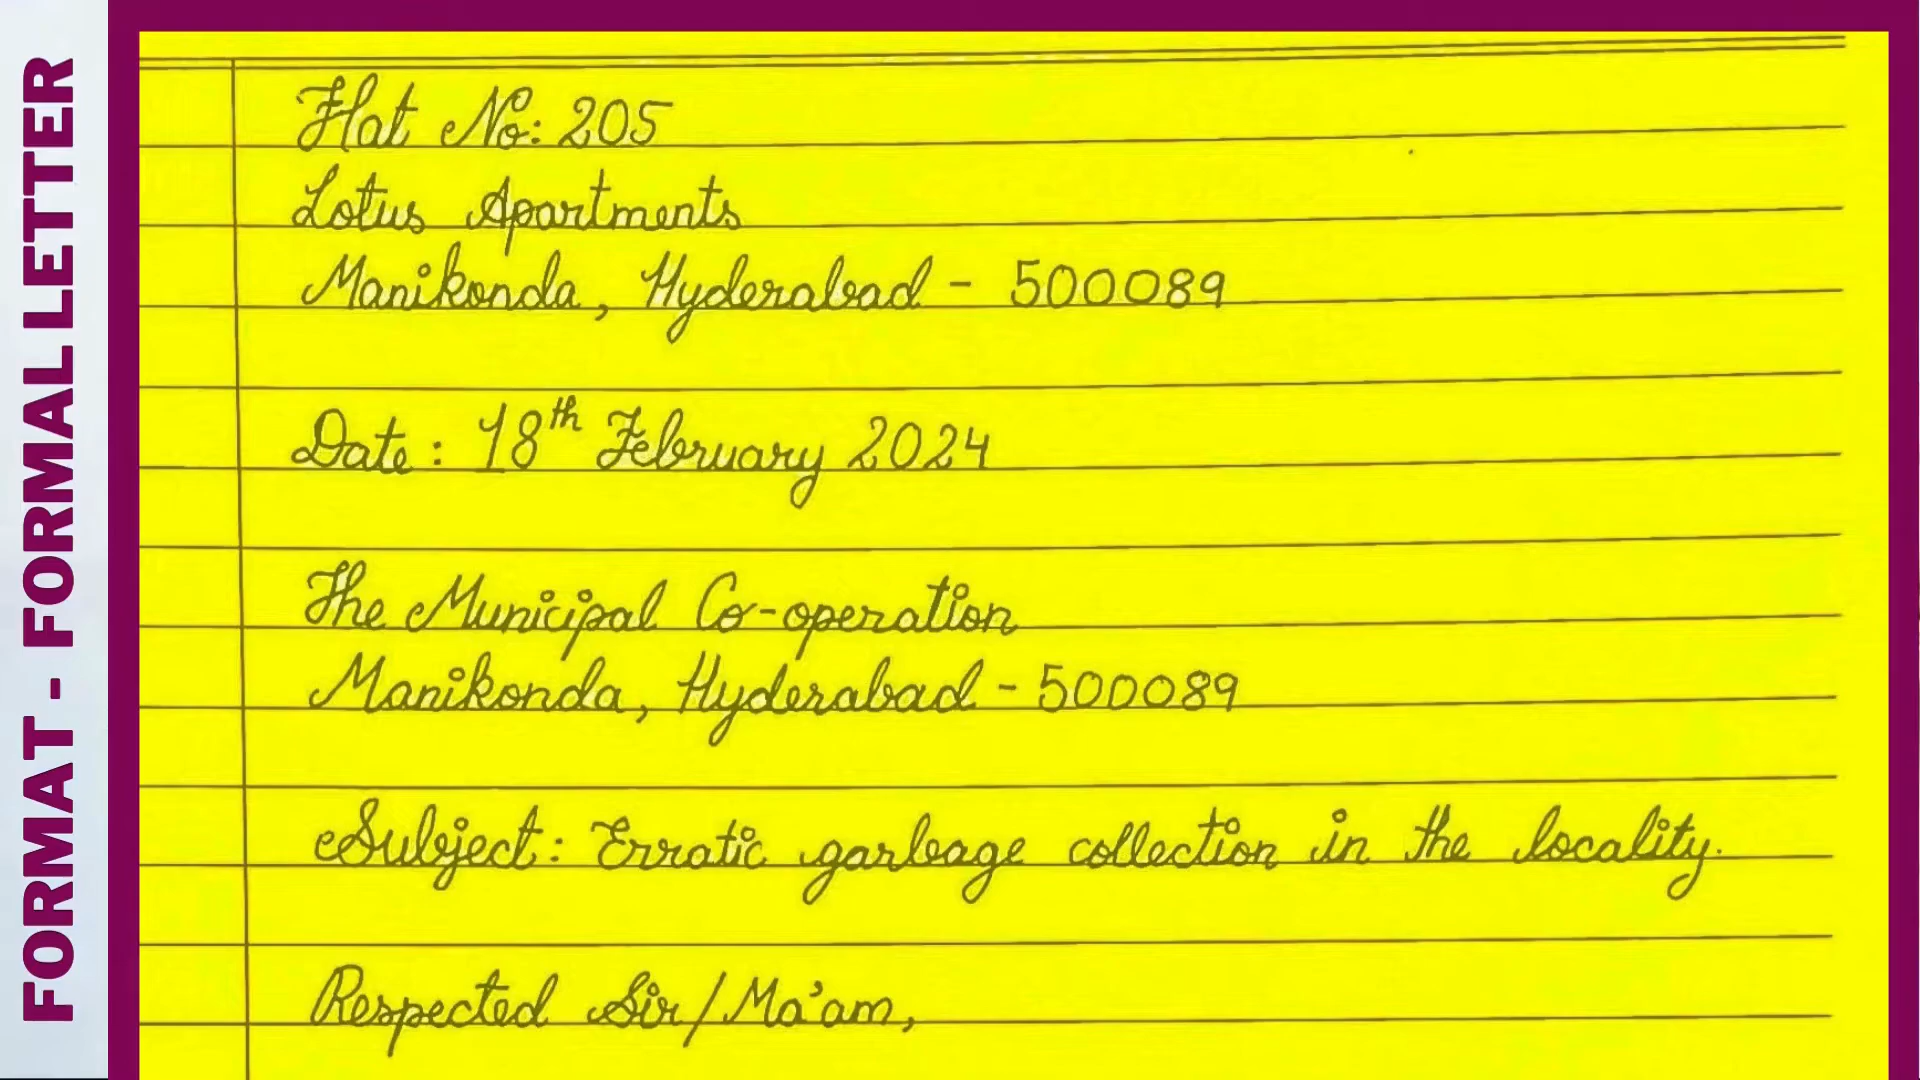 FORMAT - FORMAL LETTER
Flat No: 205
Lotus Apartments
Manikonda, Hyderabad - 500089
Date: 18th February 2024
The Municipal Co-operation
Manikonda, Hyderabad - 500089
Subject: Erratic garbage collection in the locality.
Respected Sir/Ma'am,